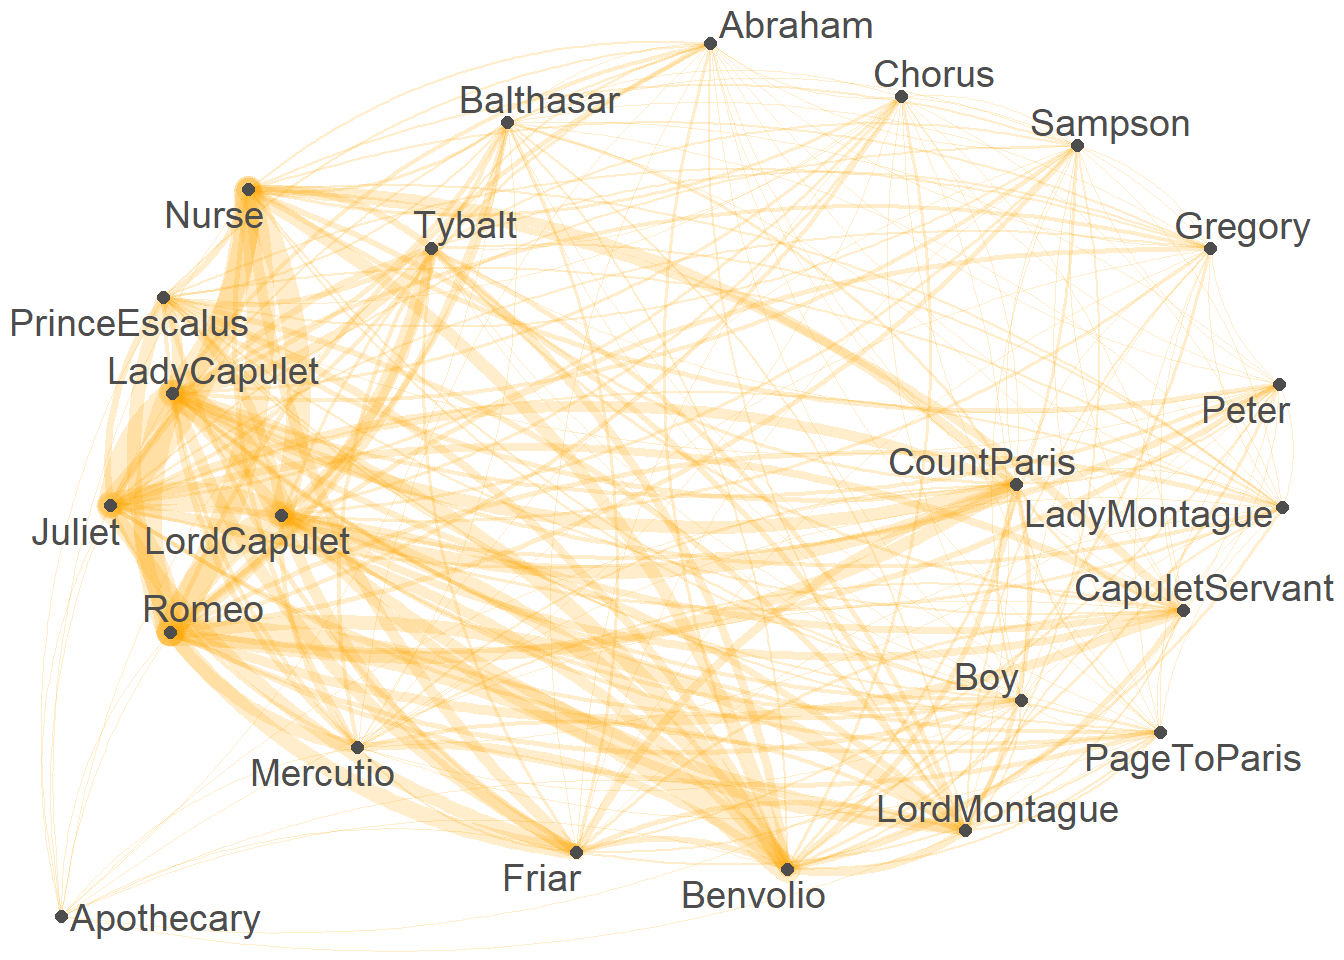 Abraham
Chorus
Balthasar
Sampson
Nurse
Tybalt
Gregory
PrinceEscalus
LadyCapulet
Peter
CountParis
LadyMontague
Juliet
LordCapulet
CapuletServant
Romeo
Boy
PageToParis
Mercutio
LordMontague
Friar
Benvolio
Apothecary